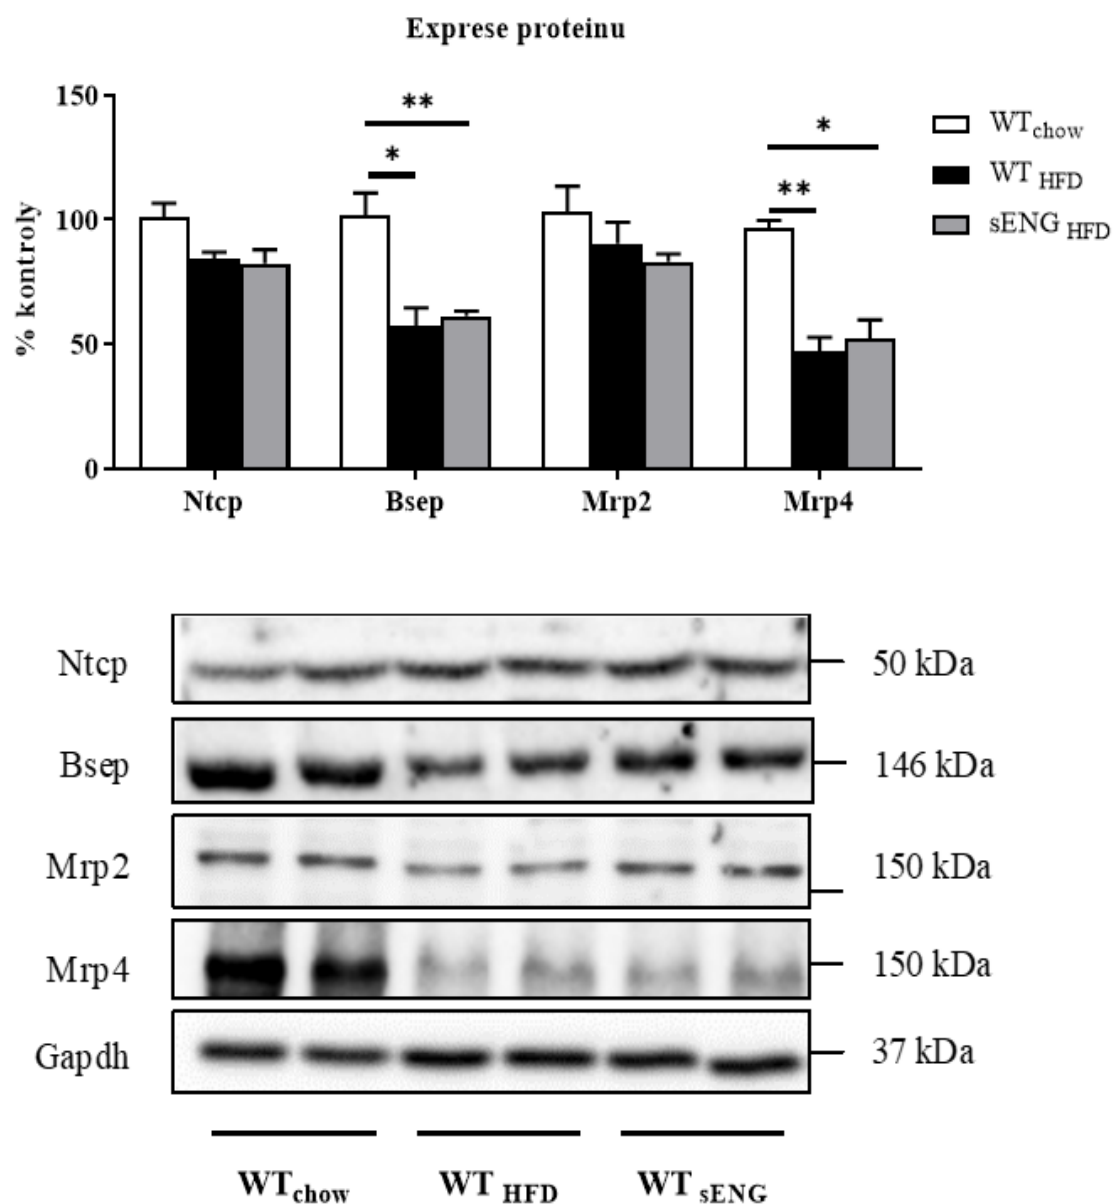 Exprese proteinu
% kontroly
150
100
50
0
** 
*
*
**
WTchow
WT HFD
sENG HFD
Ntcp Bsep Mrp2 Mrp4
Ntcp 50 kDa
Bsep 146 kDa
Mrp2 150 kDa
Mrp4 150 kDa
Gapdh 37 kDa
WTchow WT HFD WT sENG